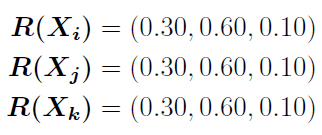 R(X_i) = (0.30, 0.60, 0.10)
R(X_j) = (0.30, 0.60, 0.10)
R(X_k) = (0.30, 0.60, 0.10)